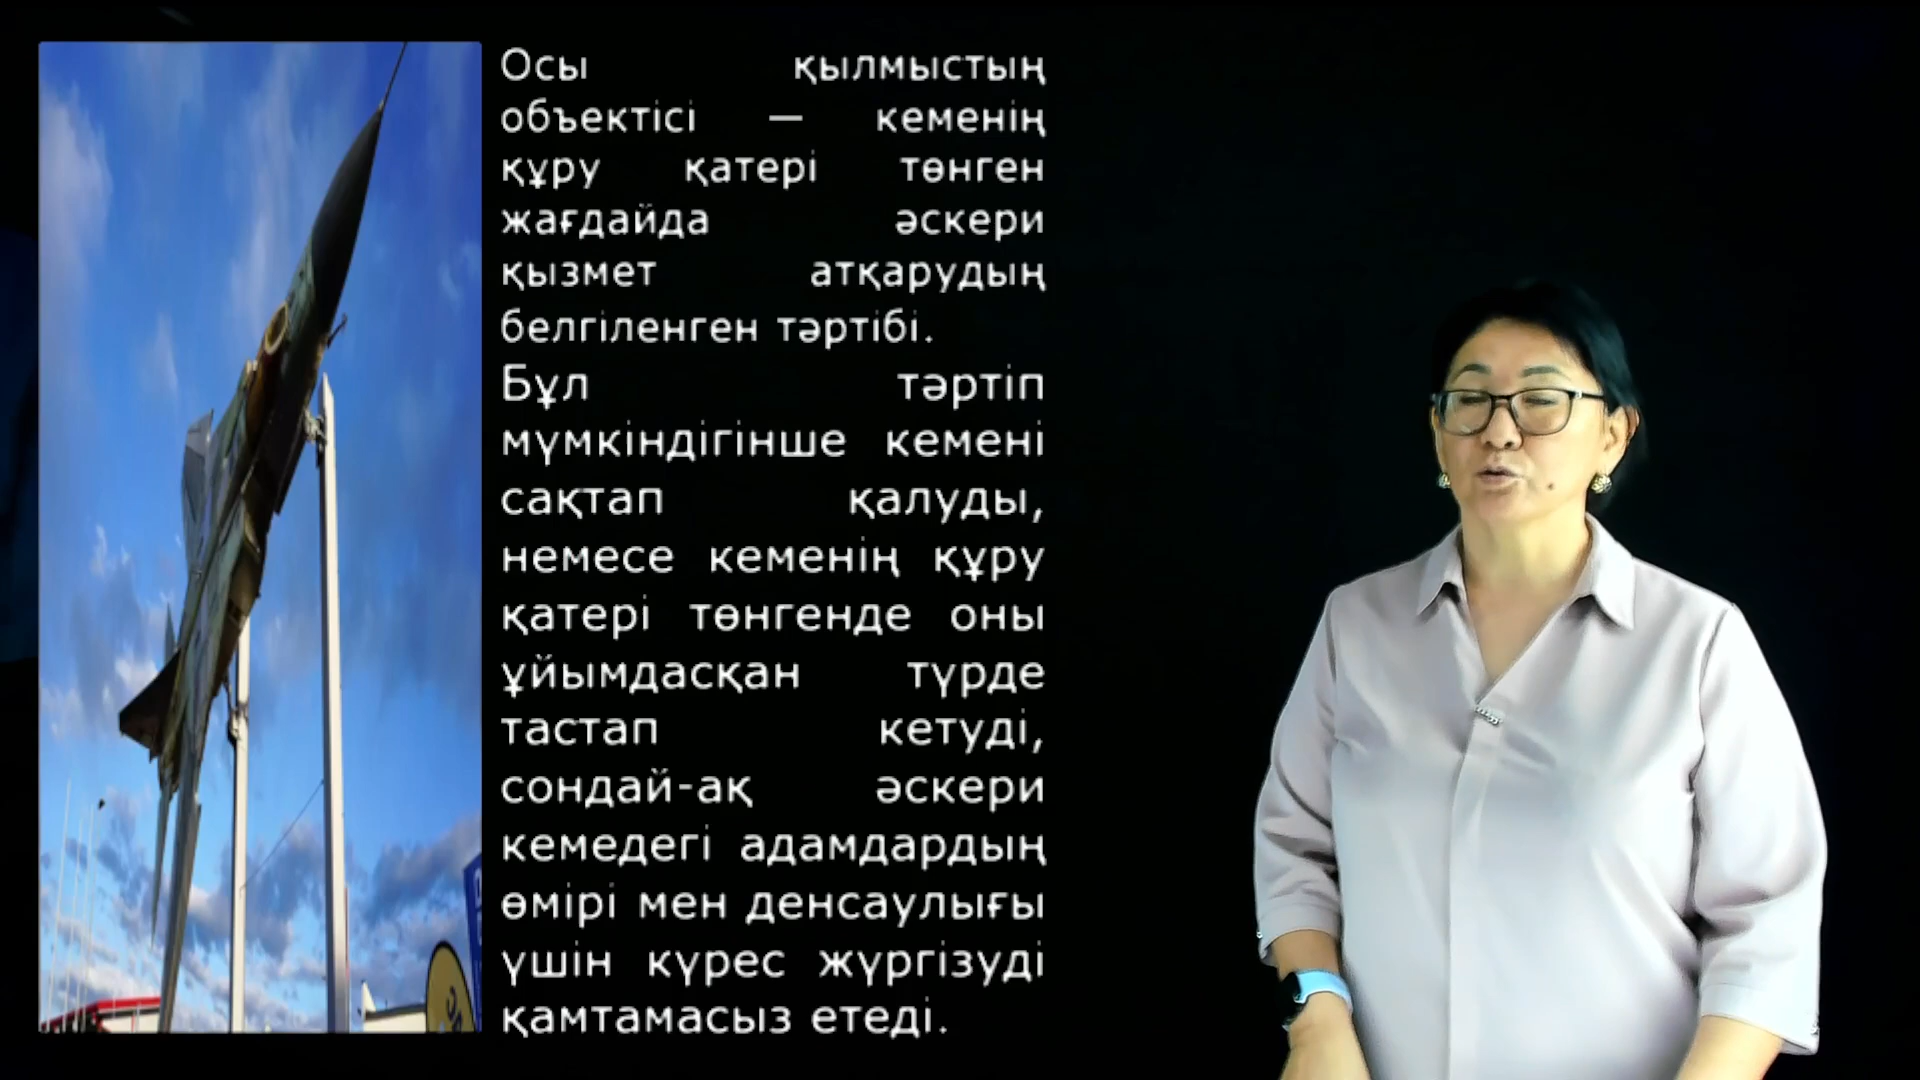 Осы қылмыстың
объектісі — кеменің
құру қатері төнген
жағдайда әскери
қызмет атқарудың
белгіленген тәртібі.
Бұл тәртіп
мүмкіндігінше кемені
сақтап қалуды,
немесе кеменің құру
қатері төнгенде оны
ұйымдасқан түрде
тастап кетуді,
сондай-ақ әскери
кемедегі адамдардың
өмірі мен денсаулығы
үшін күрес жүргізуді
қамтамасыз етеді.